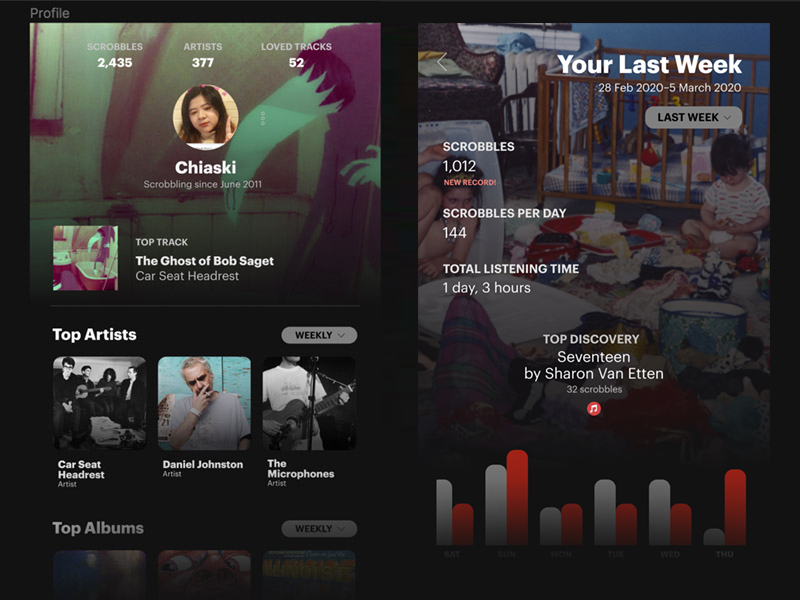 Profile
SCROBBLES
2,435
ARTISTS
377
LOVED TRACKS
52
Chiaski
Scrobbling since June 2011
TOP TRACK
The Ghost of Bob Saget
Car Seat Headrest
Top Artists
WEEKLY
Car Seat
Headrest
Artist
Daniel Johnston
Artist
The
Microphones
Artist
Top Albums
WEEKLY
Your Last Week
28 Feb 2020–5 March 2020
LAST WEEK
SCROBBLES
1,012
NEW RECORD!
SCROBBLES PER DAY
144
TOTAL LISTENING TIME
1 day, 3 hours
TOP DISCOVERY
Seventeen
by Sharon Van Etten
32 scrobbles
SAT
SUN
MON
TUE
WED
THU